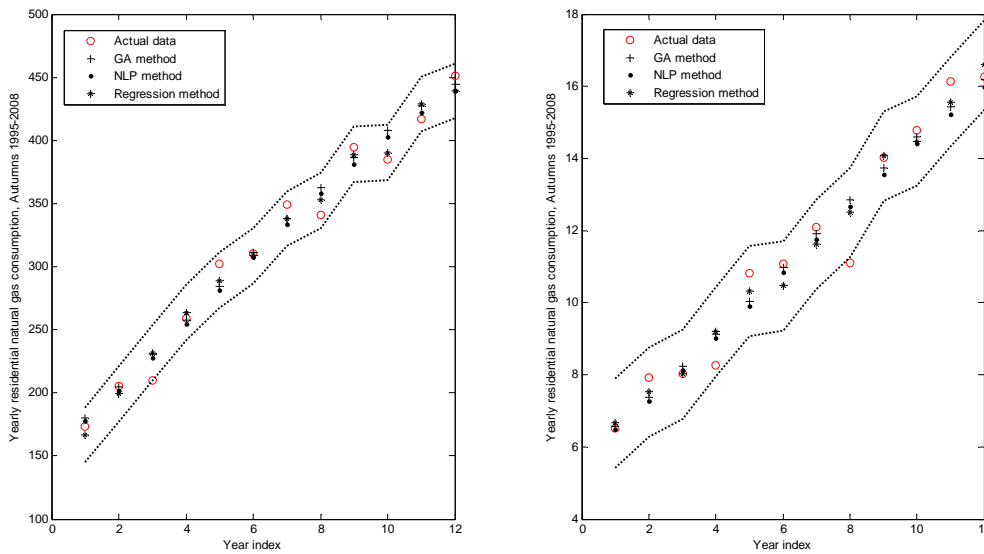 500
450
400
350
300
250
200
150
100
Yearly residential natural gas consumption, Autumns 1995-2008
Actual data
GA method
NLP method
Regression method
0 2 4 6 8 10 12
Year index
18
16
14
12
10
8
6
4
Yearly residential natural gas consumption, Autumns 1995-2008
Actual data
GA method
NLP method
Regression method
0 2 4 6 8 10 12
Year index